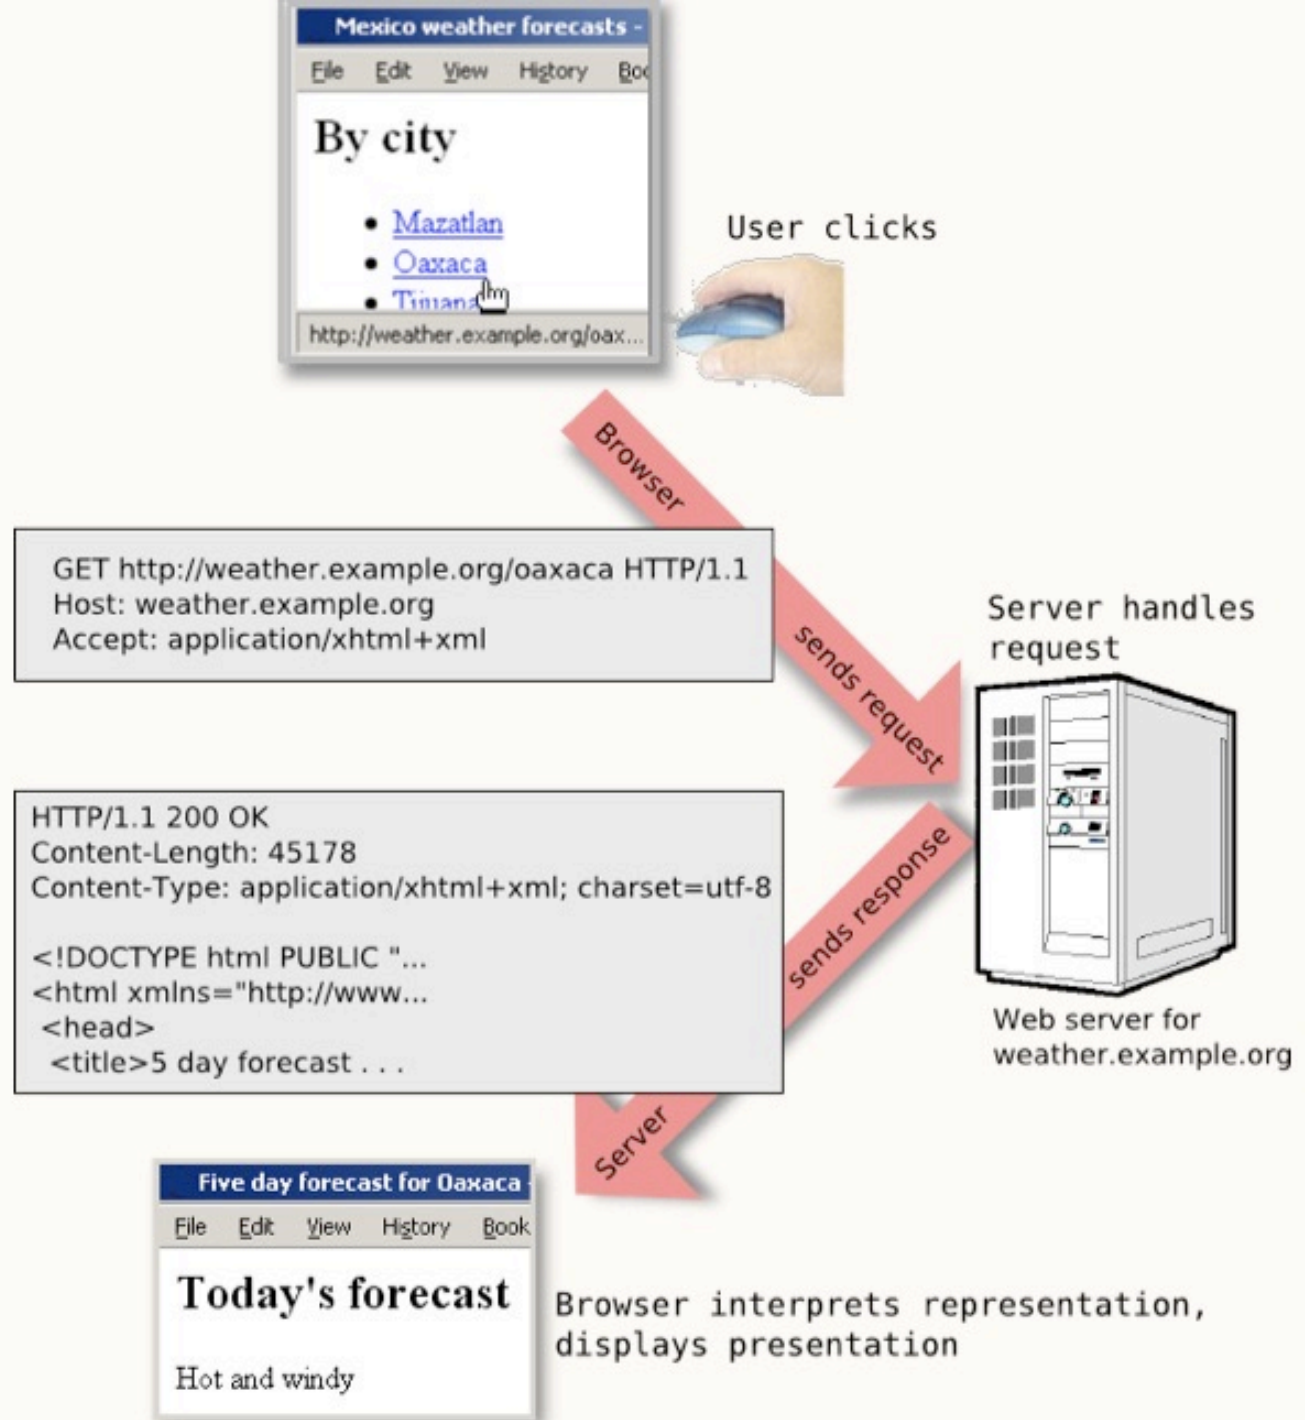 Mexico weather forecasts -
File Edit View History Boo
By city
• Mazatlan
• Oaxaca
• Tijuana
http://weather.example.org/oax...
User clicks
Browser sends request
GET http://weather.example.org/oaxaca HTTP/1.1
Host: weather.example.org
Accept: application/xhtml+xml
Server handles
request
HTTP/1.1 200 OK
Content-Length: 45178
Content-Type: application/xhtml+xml; charset=utf-8
<!DOCTYPE html PUBLIC "...
<html xmlns="http://www...
<head>
<title>5 day forecast . . .
Server sends response
Web server for
weather.example.org
Five day forecast for Oaxaca -
File Edit View History Book
Today's forecast
Hot and windy
Browser interprets representation,
displays presentation